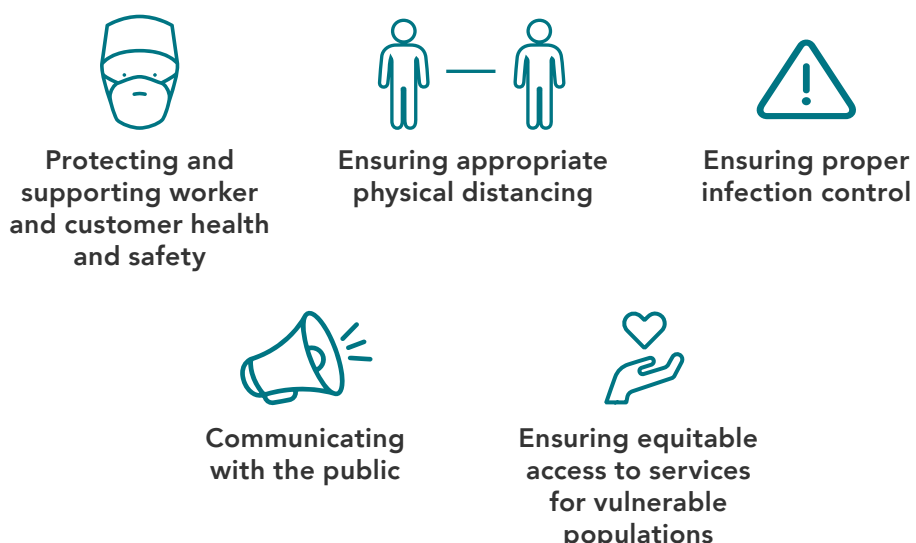 Protecting and
supporting worker
and customer health
and safety
Ensuring appropriate
physical distancing
Ensuring proper
infection control
Communicating
with the public
Ensuring equitable
access to services
for vulnerable
populations